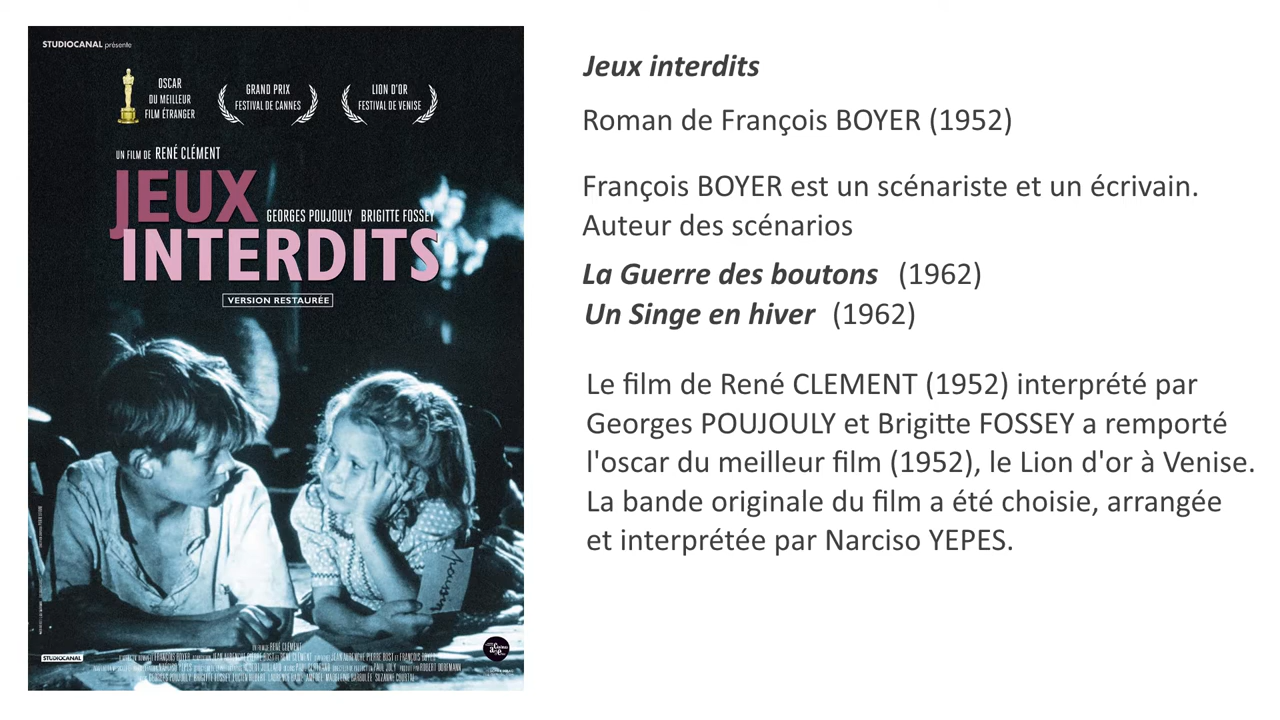 STUDIOCANAL présente
OSCAR
DU MEILLEUR
FILM ÉTRANGER
GRAND PRIX
FESTIVAL DE CANNES
LION D'OR
FESTIVAL DE VENISE
UN FILM DE RENÉ CLÉMENT
JEUX
GEORGES POUJOULY BRIGITTE FOSSEY
INTERDITS
VERSION RESTAURÉE
UN FILM DE RENÉ CLÉMENT
STUDIOCANAL
Jeux interdits
Roman de François BOYER (1952)
François BOYER est un scénariste et un écrivain.
Auteur des scénarios
La Guerre des boutons (1962)
Un Singe en hiver (1962)
Le film de René CLEMENT (1952) interprété par
Georges POUJOULY et Brigitte FOSSEY a remporté
l'oscar du meilleur film (1952), le Lion d'or à Venise.
La bande originale du film a été choisie, arrangée
et interprétée par Narciso YEPES.